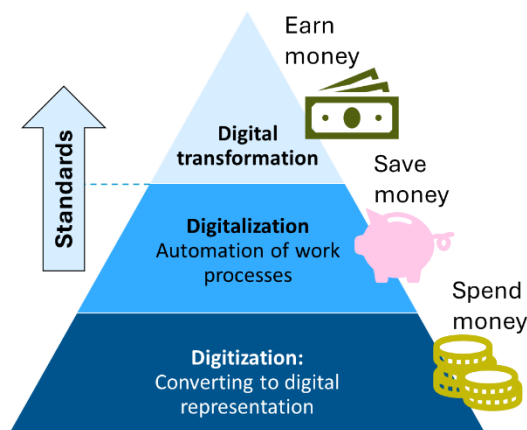 Earn
money
Digital
transformation
Standards
Save
money
Digitalization
Automation of work
processes
Spend
money
Digitization:
Converting to digital
representation